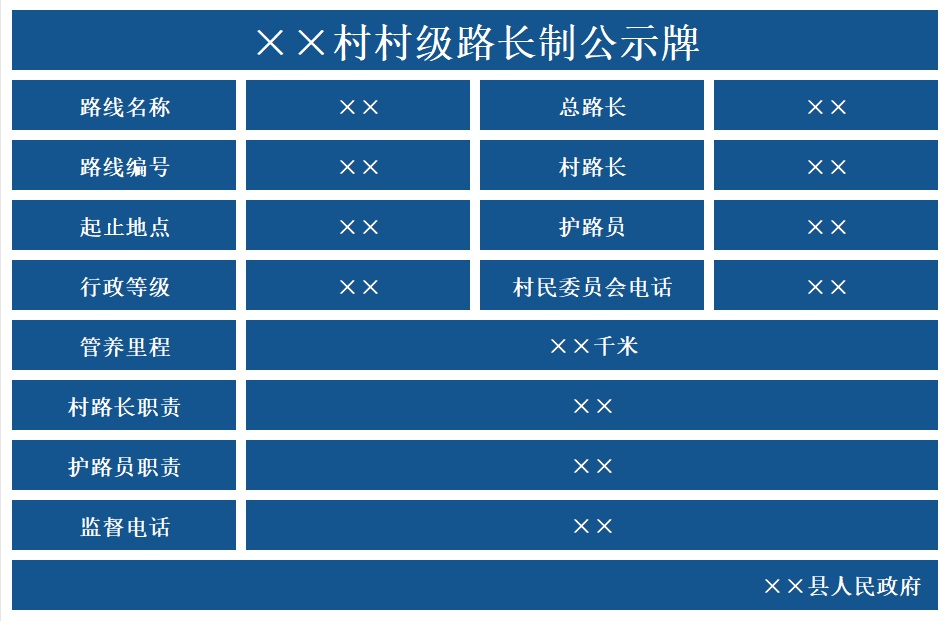 ××村村级路长制公示牌
路线名称 ×× 总路长 ××
路线编号 ×× 村路长 ××
起止地点 ×× 护路员 ××
行政等级 ×× 村民委员会电话 ××
管养里程 ××千米
村路长职责 ××
护路员职责 ××
监督电话 ××
××县人民政府